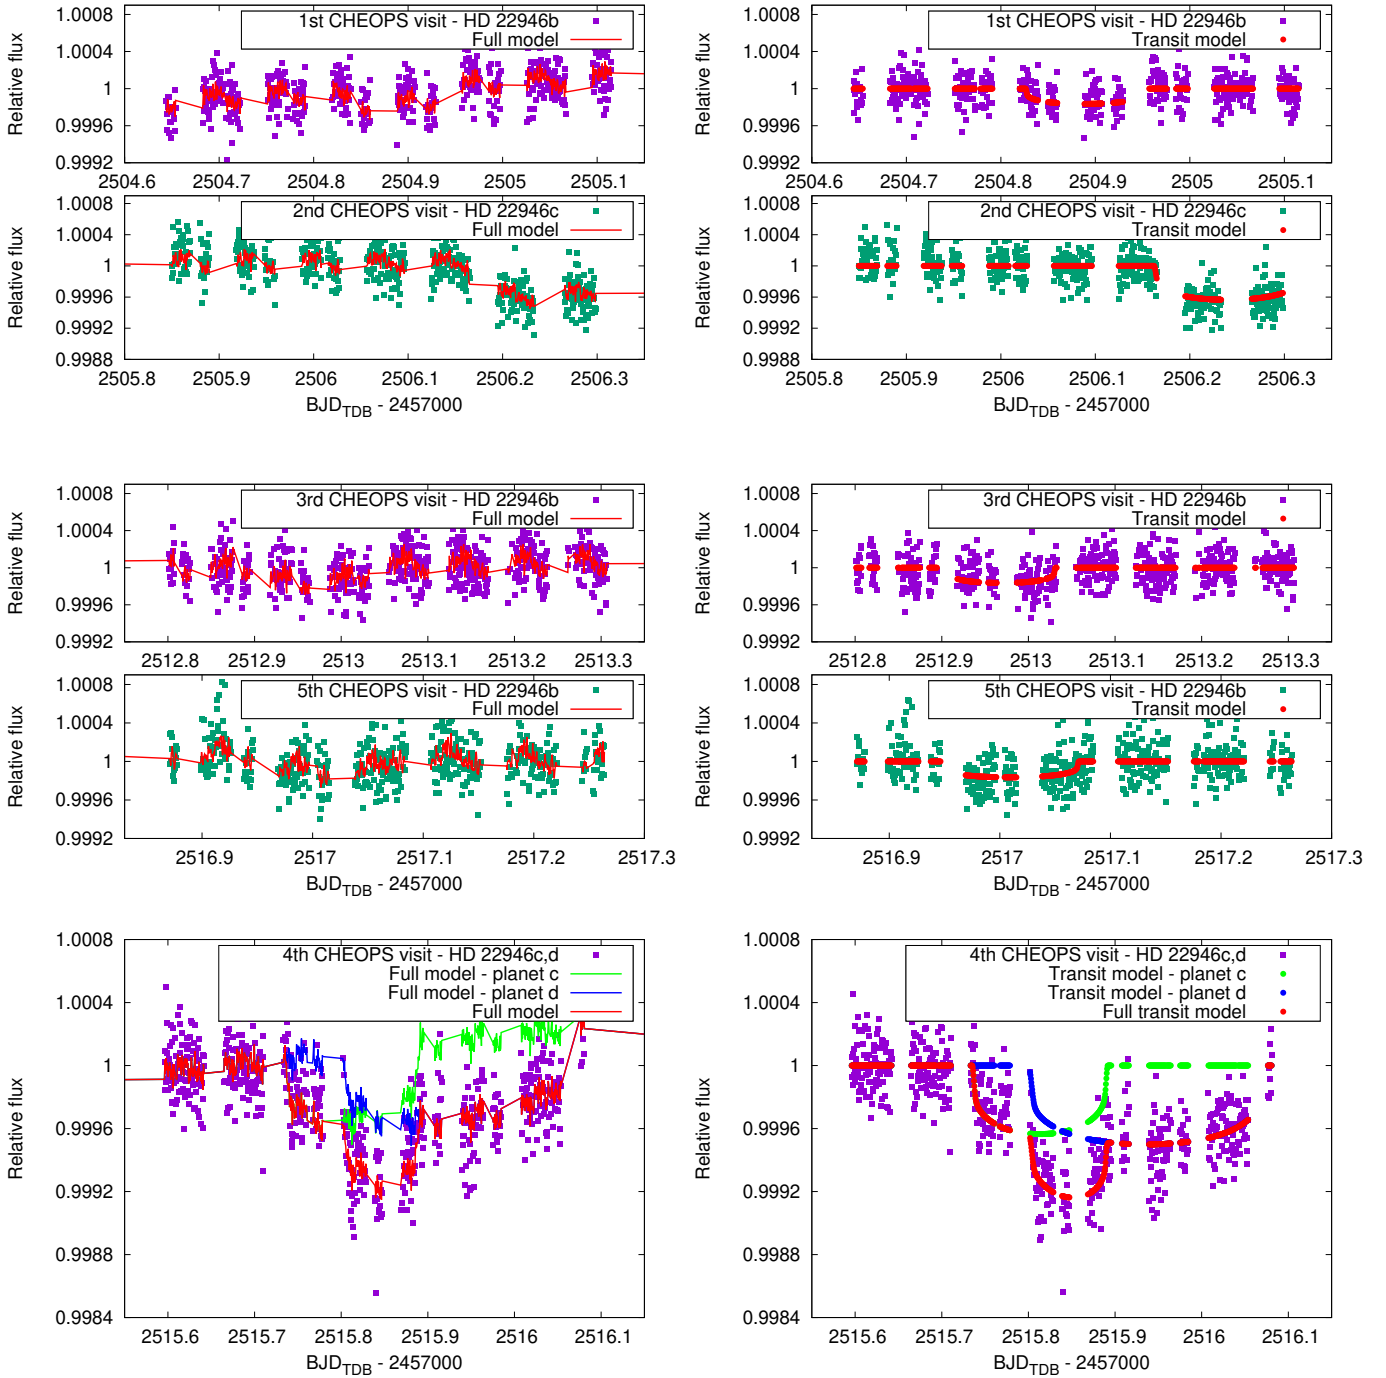 1st CHEOPS visit - HD 22946b
Full model
Relative flux
1.0008
1.0004
1
0.9996
0.9992
2504.6 2504.7 2504.8 2504.9 2505 2505.1
1st CHEOPS visit - HD 22946b
Transit model
Relative flux
1.0008
1.0004
1
0.9996
0.9992
2504.6 2504.7 2504.8 2504.9 2505 2505.1
2nd CHEOPS visit - HD 22946c
Full model
Relative flux
1.0008
1.0004
1
0.9996
0.9992
0.9988
2505.8 2505.9 2506 2506.1 2506.2 2506.3
BJDTDB - 2457000
2nd CHEOPS visit - HD 22946c
Transit model
Relative flux
1.0008
1.0004
1
0.9996
0.9992
0.9988
2505.8 2505.9 2506 2506.1 2506.2 2506.3
BJDTDB - 2457000
3rd CHEOPS visit - HD 22946b
Full model
Relative flux
1.0008
1.0004
1
0.9996
0.9992
2512.8 2512.9 2513 2513.1 2513.2 2513.3
3rd CHEOPS visit - HD 22946b
Transit model
Relative flux
1.0008
1.0004
1
0.9996
0.9992
2512.8 2512.9 2513 2513.1 2513.2 2513.3
5th CHEOPS visit - HD 22946b
Full model
Relative flux
1.0008
1.0004
1
0.9996
0.9992
2516.9 2517 2517.1 2517.2 2517.3
BJDTDB - 2457000
5th CHEOPS visit - HD 22946b
Transit model
Relative flux
1.0008
1.0004
1
0.9996
0.9992
2516.9 2517 2517.1 2517.2 2517.3
BJDTDB - 2457000
4th CHEOPS visit - HD 22946c,d
Full model - planet c
Full model - planet d
Full model
Relative flux
1.0008
1.0004
1
0.9996
0.9992
0.9988
0.9984
2515.6 2515.7 2515.8 2515.9 2516 2516.1
BJDTDB - 2457000
4th CHEOPS visit - HD 22946c,d
Transit model - planet c
Transit model - planet d
Full transit model
Relative flux
1.0008
1.0004
1
0.9996
0.9992
0.9988
0.9984
2515.6 2515.7 2515.8 2515.9 2516 2516.1
BJDTDB - 2457000